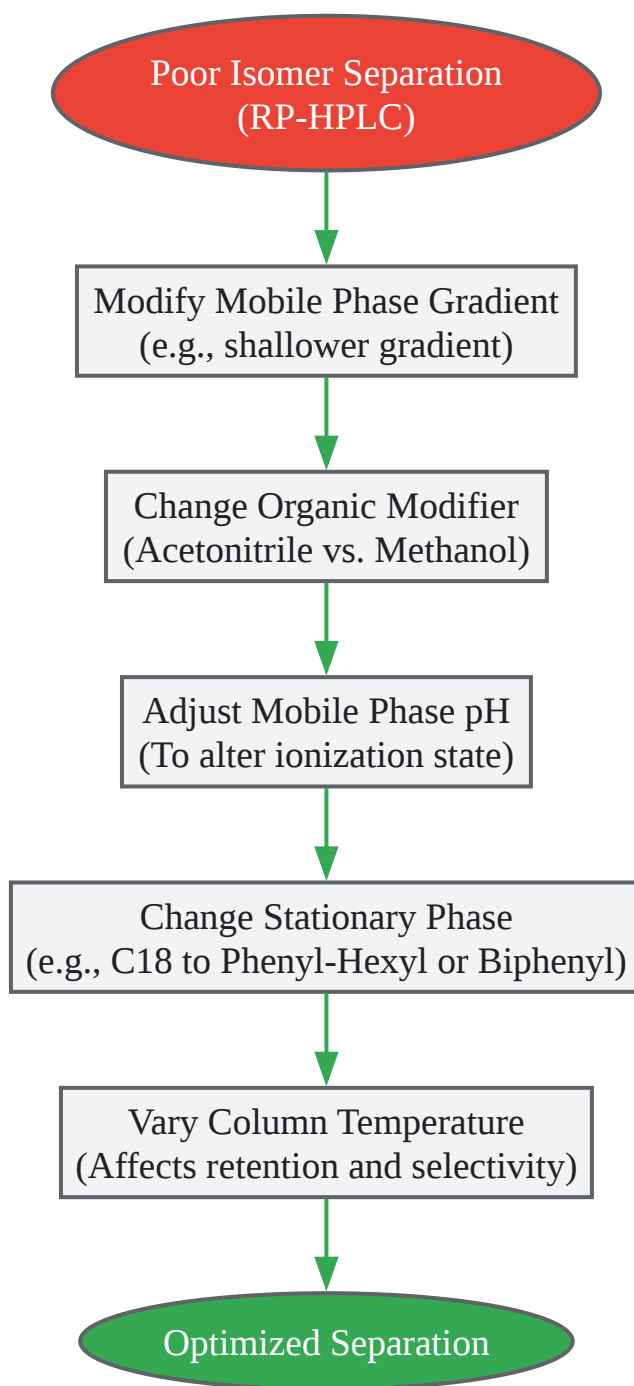 Poor Isomer Separation
(RP-HPLC)
Modify Mobile Phase Gradient
(e.g., shallower gradient)
Change Organic Modifier
(Acetonitrile vs. Methanol)
Adjust Mobile Phase pH
(To alter ionization state)
Change Stationary Phase
(e.g., C18 to Phenyl-Hexyl or Biphenyl)
Vary Column Temperature
(Affects retention and selectivity)
Optimized Separation